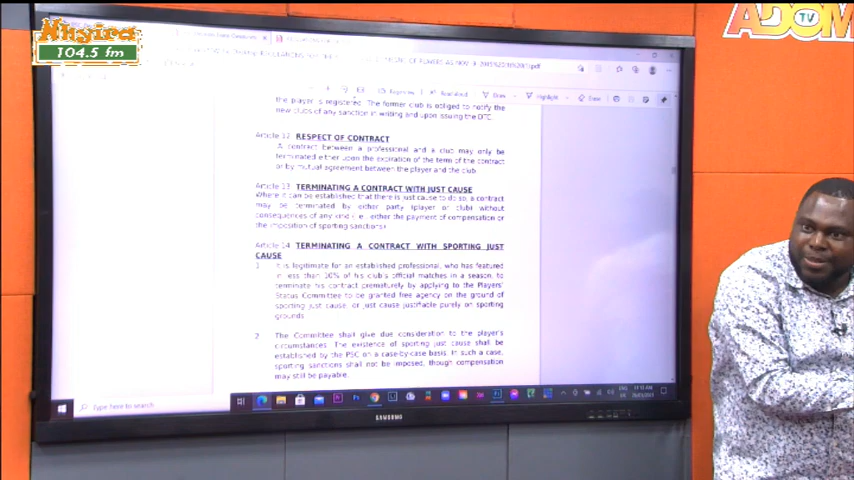 Nhyira
104.5 fm
ADOM
TV
the player is registered. The former club is obliged to notify the
new clubs of any sanction in writing and upon issuing the
Article 12 RESPECT OF CONTRACT
A contract between a professional and a club may only be
terminated either upon the expiration of the term of the contract
or by mutual agreement between the player and the club.
Article 13 TERMINATING A CONTRACT WITH JUST CAUSE
Where it can be established that there is just cause to do so, a contract
may be terminated by either party (player or club) without
consequences of any kind (i.e. either the payment of compensation or
the imposition of sporting sanctions)
Article 14 TERMINATING A CONTRACT WITH SPORTING JUST
CAUSE
1 It is legitimate for an established professional, who has featured
in less than 10% of his club's official matches in a season, to
terminate his contract prematurely by applying to the Players'
Status Committee to be granted free agency on the ground of
sporting just cause, or just cause justifiable purely on sporting
grounds
2 The Committee shall give due consideration to the player's
circumstances. The existence of sporting just cause shall be
established by the PSC on a case-by-case basis. In such a case,
sporting sanctions shall not be imposed, though compensation
may still be payable.
Type here to search
ENG
11:13 AM
SAMSUNG